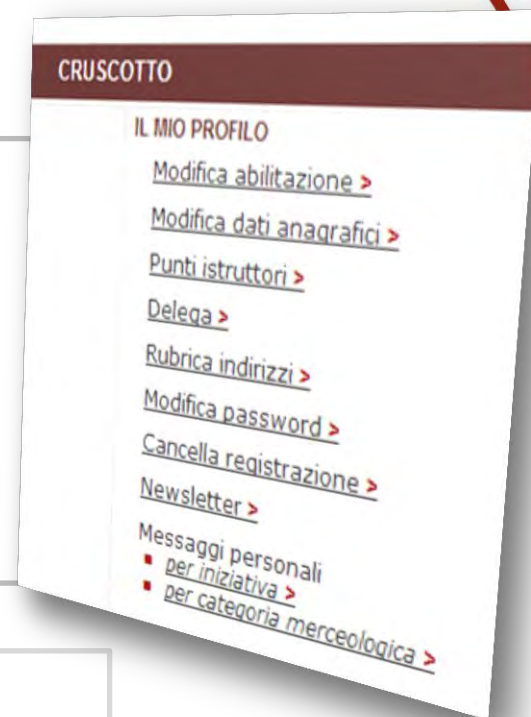 CRUSCOTTO
IL MIO PROFILO
Modifica abilitazione >
Modifica dati anagrafici >
Punti istruttori >
Delega >
Rubrica indirizzi >
Modifica password >
Cancella registrazione >
Newsletter >
Messaggi personali
▪ per iniziativa >
▪ per categoria merceologica >